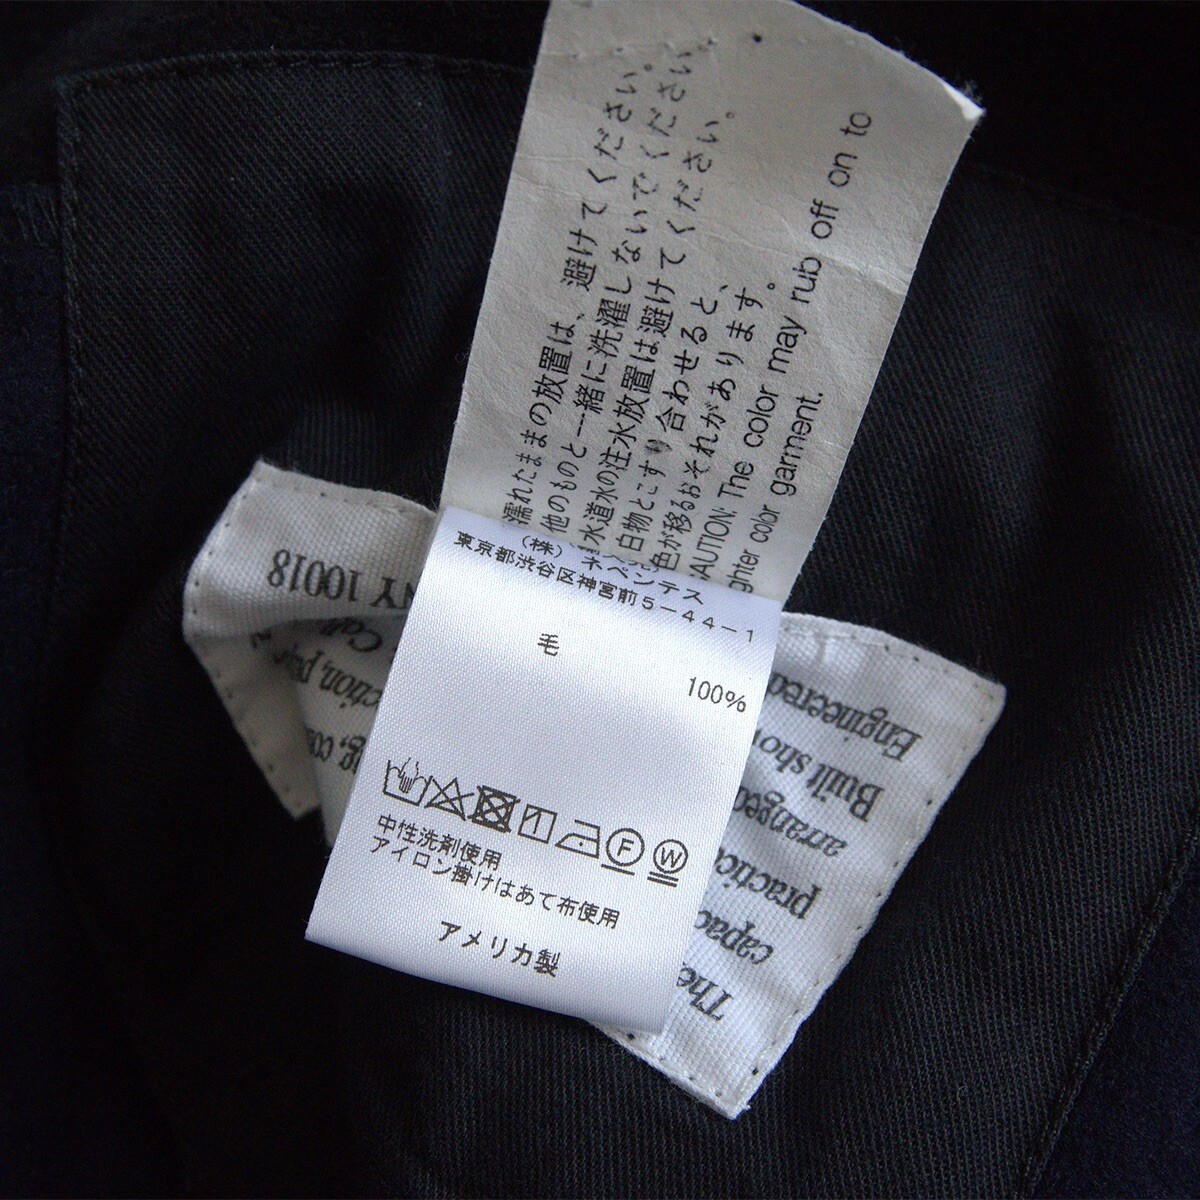 濡れたままの放置は、避けてください。
他のものと一緒に洗濯しないでください
水道水の注水放置は避けてください。
白物とこすり合わせると、
色が移るおそれがあります。
CAUTION: The color may rub off on to
ghter color garment.
(株) ネペンテス
東京都渋谷区神宮前5-44-1
毛
100%
F
W
中性洗剤使用
アイロン掛けはあて布使用
アメリカ製
NY 10018
Engineered
Built show
arranged
practica
capac
The